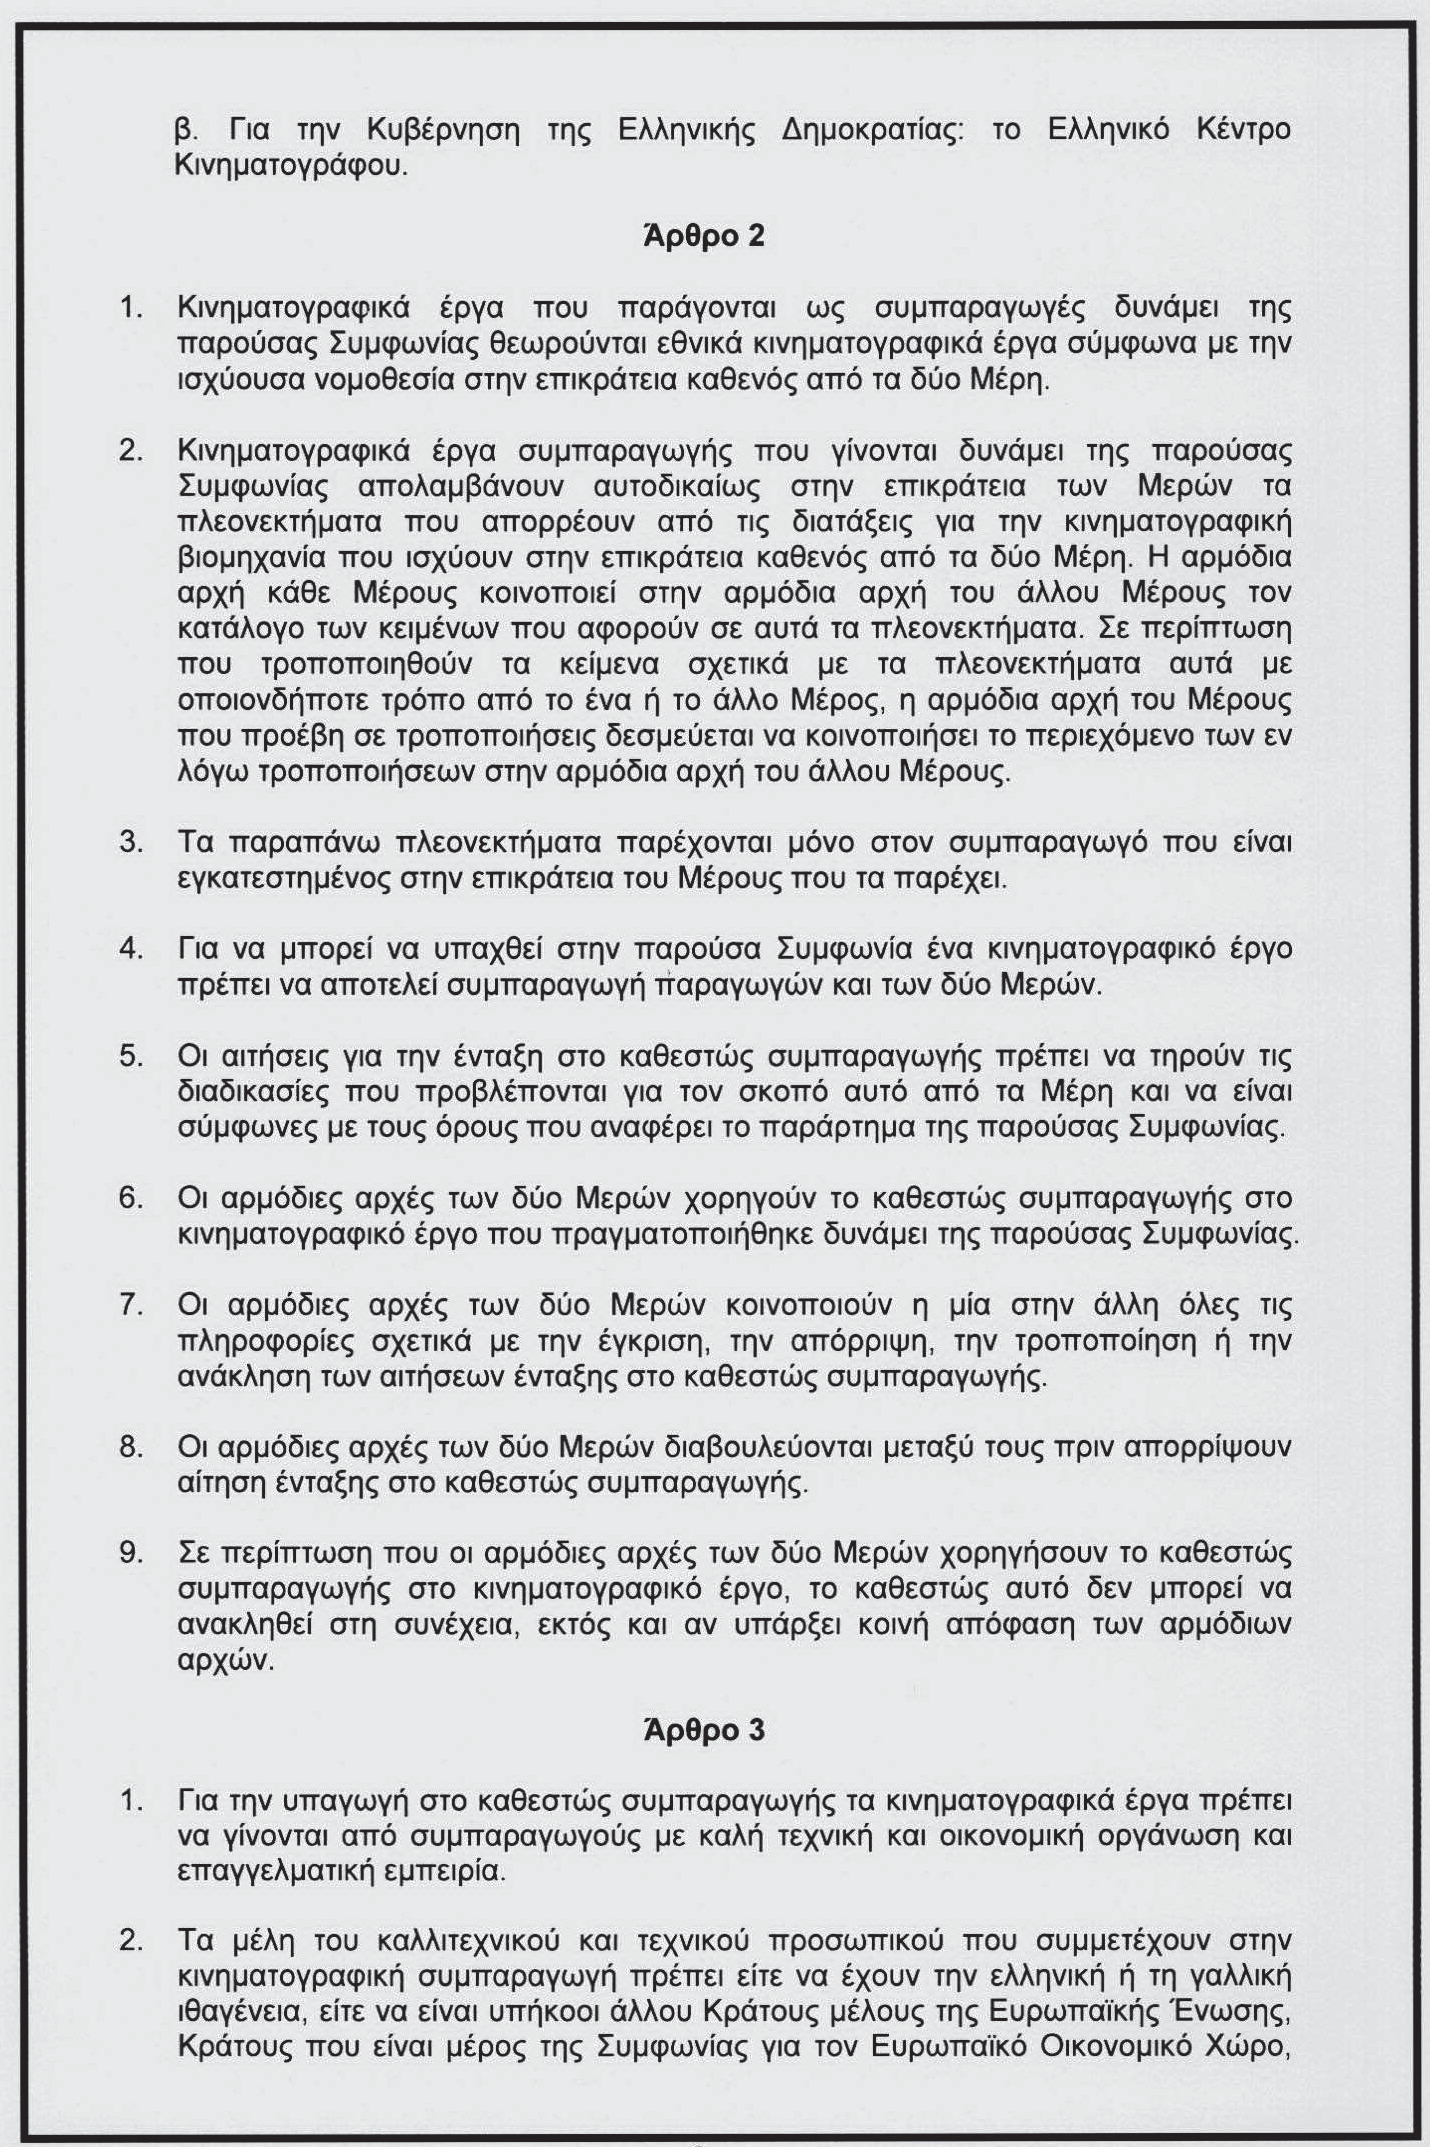 β. Για την Κυβέρνηση της Ελληνικής Δημοκρατίας: το Ελληνικό Κέντρο
Κινηματογράφου.
Άρθρο 2
1. Κινηματογραφικά έργα που παράγονται ως συμπαραγωγές δυνάμει της
παρούσας Συμφωνίας θεωρούνται εθνικά κινηματογραφικά έργα σύμφωνα με την
ισχύουσα νομοθεσία στην επικράτεια καθενός από τα δύο Μέρη.
2. Κινηματογραφικά έργα συμπαραγωγής που γίνονται δυνάμει της παρούσας
Συμφωνίας απολαμβάνουν αυτοδικαίως στην επικράτεια των Μερών τα
πλεονεκτήματα που απορρέουν από τις διατάξεις για την κινηματογραφική
βιομηχανία που ισχύουν στην επικράτεια καθενός από τα δύο Μέρη. Η αρμόδια
αρχή κάθε Μέρους κοινοποιεί στην αρμόδια αρχή του άλλου Μέρους τον
κατάλογο των κειμένων που αφορούν σε αυτά τα πλεονεκτήματα. Σε περίπτωση
που τροποποιηθούν τα κείμενα σχετικά με τα πλεονεκτήματα αυτά με
οποιονδήποτε τρόπο από το ένα ή το άλλο Μέρος, η αρμόδια αρχή του Μέρους
που προέβη σε τροποποιήσεις δεσμεύεται να κοινοποιήσει το περιεχόμενο των εν
λόγω τροποποιήσεων στην αρμόδια αρχή του άλλου Μέρους.
3. Τα παραπάνω πλεονεκτήματα παρέχονται μόνο στον συμπαραγωγό που είναι
εγκατεστημένος στην επικράτεια του Μέρους που τα παρέχει.
4. Για να μπορεί να υπαχθεί στην παρούσα Συμφωνία ένα κινηματογραφικό έργο
πρέπει να αποτελεί συμπαραγωγή παραγωγών και των δύο Μερών.
5. Οι αιτήσεις για την ένταξη στο καθεστώς συμπαραγωγής πρέπει να τηρούν τις
διαδικασίες που προβλέπονται για τον σκοπό αυτό από τα Μέρη και να είναι
σύμφωνες με τους όρους που αναφέρει το παράρτημα της παρούσας Συμφωνίας.
6. Οι αρμόδιες αρχές των δύο Μερών χορηγούν το καθεστώς συμπαραγωγής στο
κινηματογραφικό έργο που πραγματοποιήθηκε δυνάμει της παρούσας Συμφωνίας.
7. Οι αρμόδιες αρχές των δύο Μερών κοινοποιούν η μία στην άλλη όλες τις
πληροφορίες σχετικά με την έγκριση, την απόρριψη, την τροποποίηση ή την
ανάκληση των αιτήσεων ένταξης στο καθεστώς συμπαραγωγής.
8. Οι αρμόδιες αρχές των δύο Μερών διαβουλεύονται μεταξύ τους πριν απορρίψουν
αίτηση ένταξης στο καθεστώς συμπαραγωγής.
9. Σε περίπτωση που οι αρμόδιες αρχές των δύο Μερών χορηγήσουν το καθεστώς
συμπαραγωγής στο κινηματογραφικό έργο, το καθεστώς αυτό δεν μπορεί να
ανακληθεί στη συνέχεια, εκτός και αν υπάρξει κοινή απόφαση των αρμόδιων
αρχών.
Άρθρο 3
1. Για την υπαγωγή στο καθεστώς συμπαραγωγής τα κινηματογραφικά έργα πρέπει
να γίνονται από συμπαραγωγούς με καλή τεχνική και οικονομική οργάνωση και
επαγγελματική εμπειρία.
2. Τα μέλη του καλλιτεχνικού και τεχνικού προσωπικού που συμμετέχουν στην
κινηματογραφική συμπαραγωγή πρέπει είτε να έχουν την ελληνική ή τη γαλλική
ιθαγένεια, είτε να είναι υπήκοοι άλλου Κράτους μέλους της Ευρωπαϊκής Ένωσης,
Κράτους που είναι μέρος της Συμφωνίας για τον Ευρωπαϊκό Οικονομικό Χώρο,